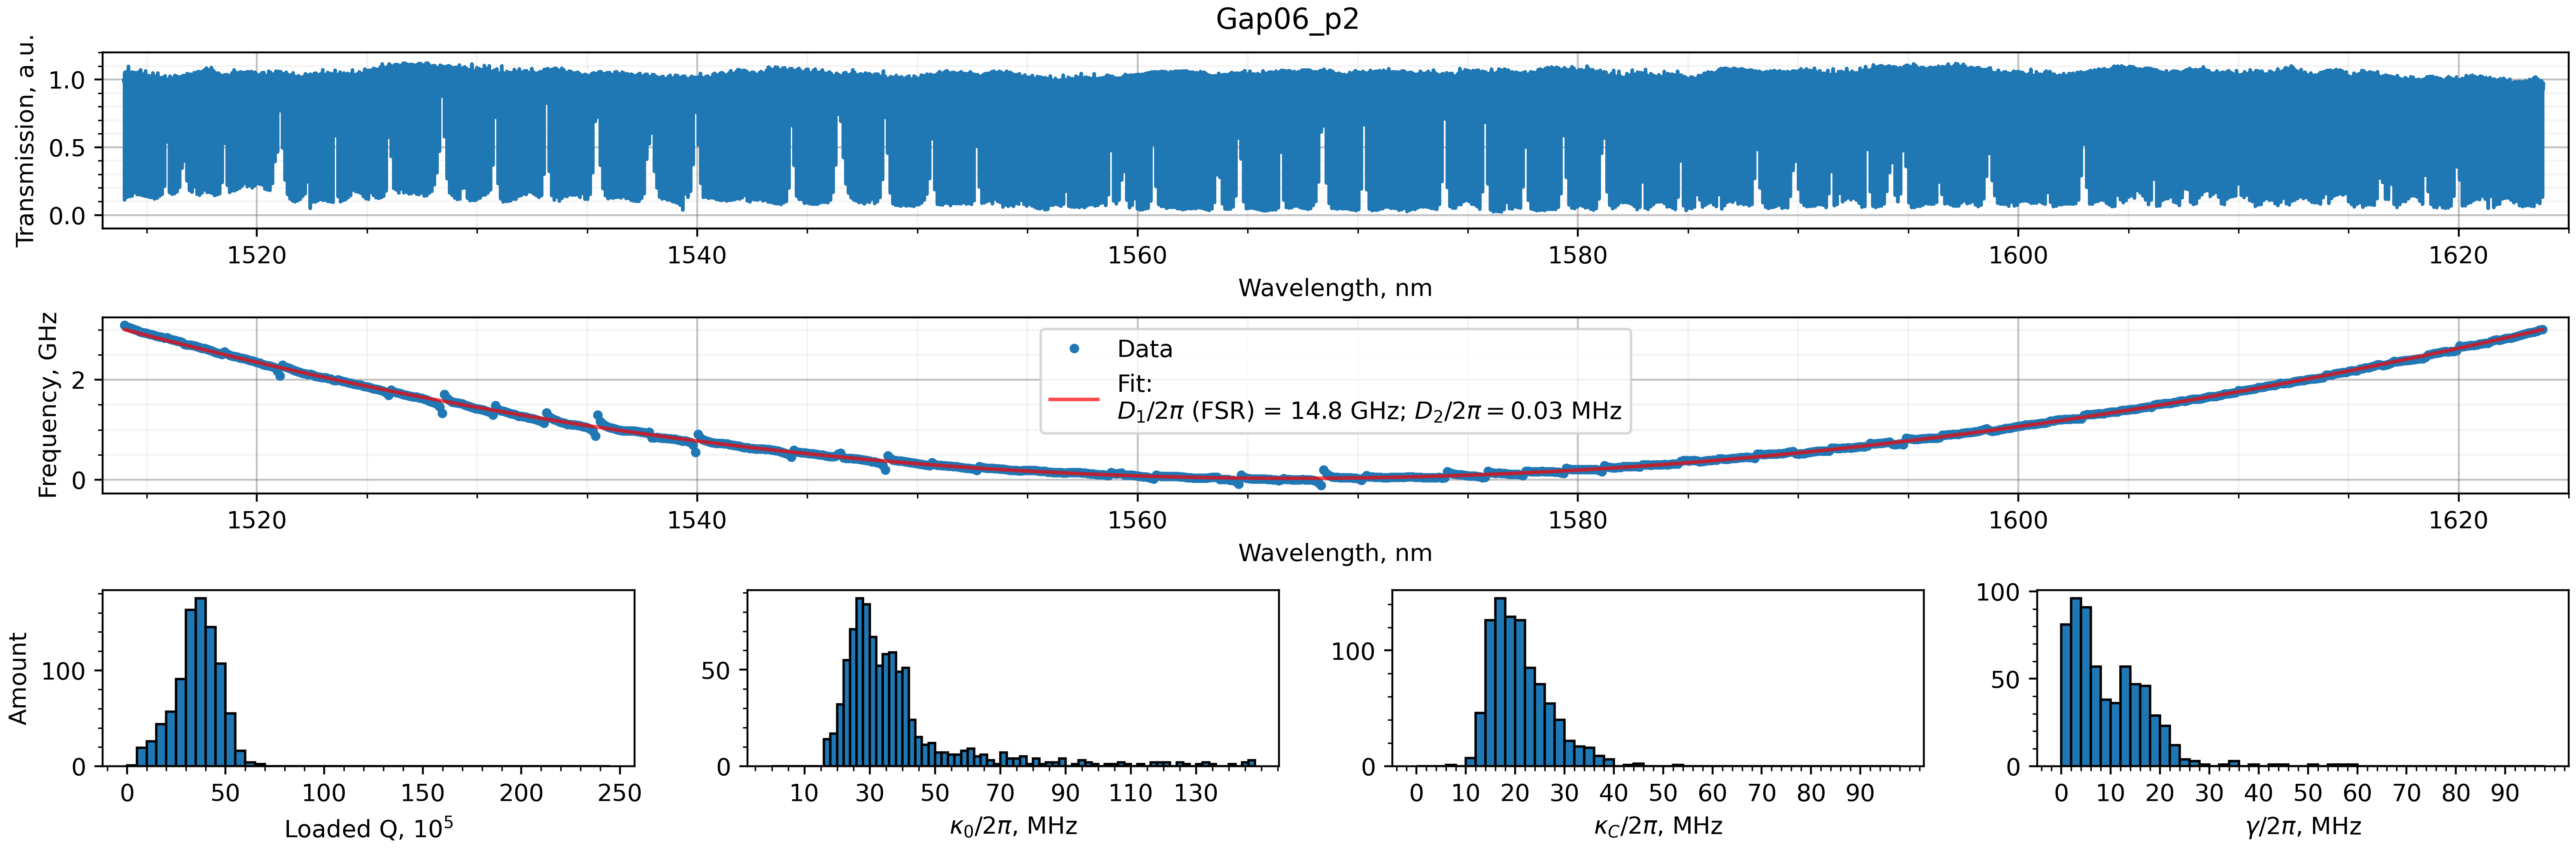 Gap06_p2
Transmission, a.u.
1.0
0.5
0.0
1520 1540 1560 1580 1600 1620
Wavelength, nm
Frequency, GHz
2
0
Data
Fit:
D₁/2π (FSR) = 14.8 GHz; D₂/2π = 0.03 MHz
1520 1540 1560 1580 1600 1620
Wavelength, nm
Amount
100
0
0 50 100 150 200 250
Loaded Q, 10⁵
50
0
10 30 50 70 90 110 130
κ₀/2π, MHz
100
0
0 10 20 30 40 50 60 70 80 90
κ_C/2π, MHz
100
50
0
0 10 20 30 40 50 60 70 80 90
γ/2π, MHz